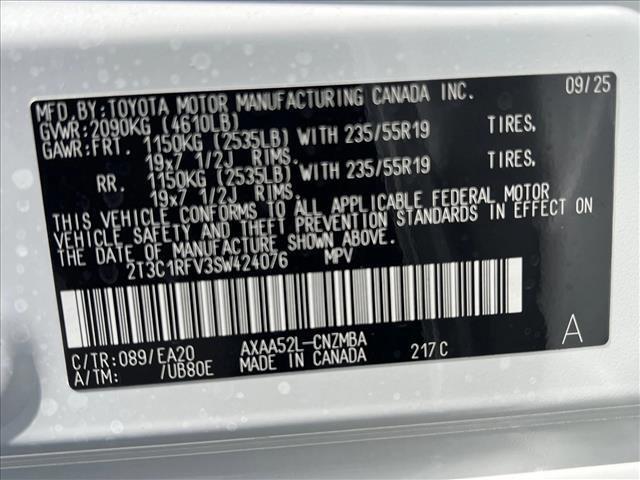 MFD. BY: TOYOTA MOTOR MANUFACTURING CANADA INC. 09/25
GVWR: 2090KG (4610LB)
GAWR: FRT. 1150KG (2535LB) WITH 235/55R19 TIRES,
19x7 1/2J RIMS.
RR. 1150KG (2535LB) WITH 235/55R19 TIRES,
19x7 1/2J RIMS.
THIS VEHICLE CONFORMS TO ALL APPLICABLE FEDERAL MOTOR
VEHICLE SAFETY AND THEFT PREVENTION STANDARDS IN EFFECT ON
THE DATE OF MANUFACTURE SHOWN ABOVE.
2T3C1RFV3SW424076 MPV
C/TR: 089/EA20 AXAA52L-CNZMBA A
A/TM: /UB80E MADE IN CANADA 217C